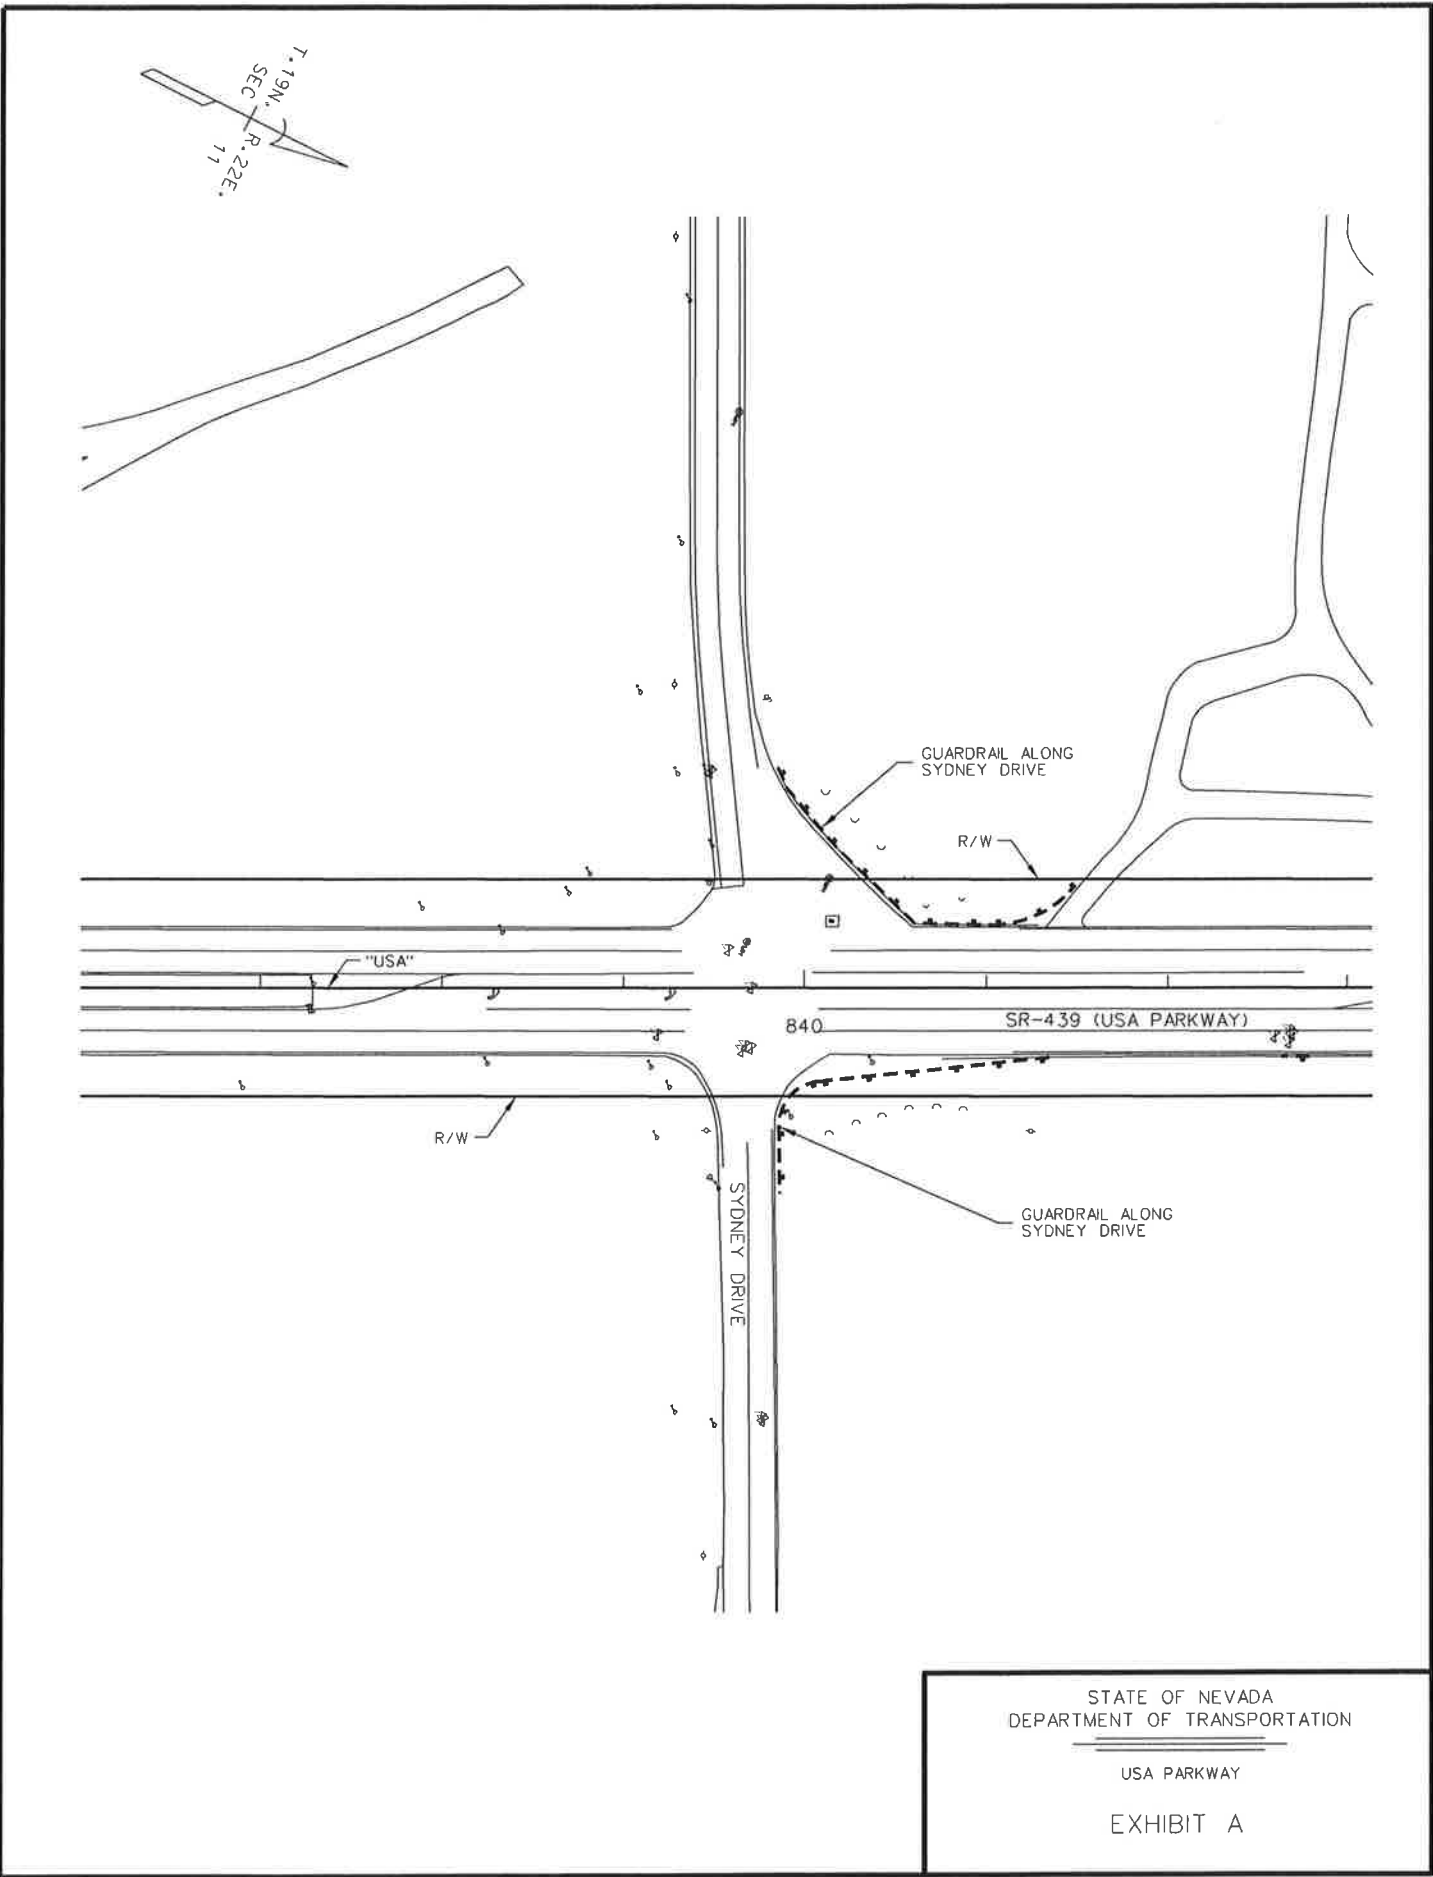 T.19N. R.22E.
SEC 11
GUARDRAIL ALONG
SYDNEY DRIVE
R/W
"USA"
840
SR-439 (USA PARKWAY)
R/W
SYDNEY DRIVE
GUARDRAIL ALONG
SYDNEY DRIVE
STATE OF NEVADA
DEPARTMENT OF TRANSPORTATION
USA PARKWAY
EXHIBIT A